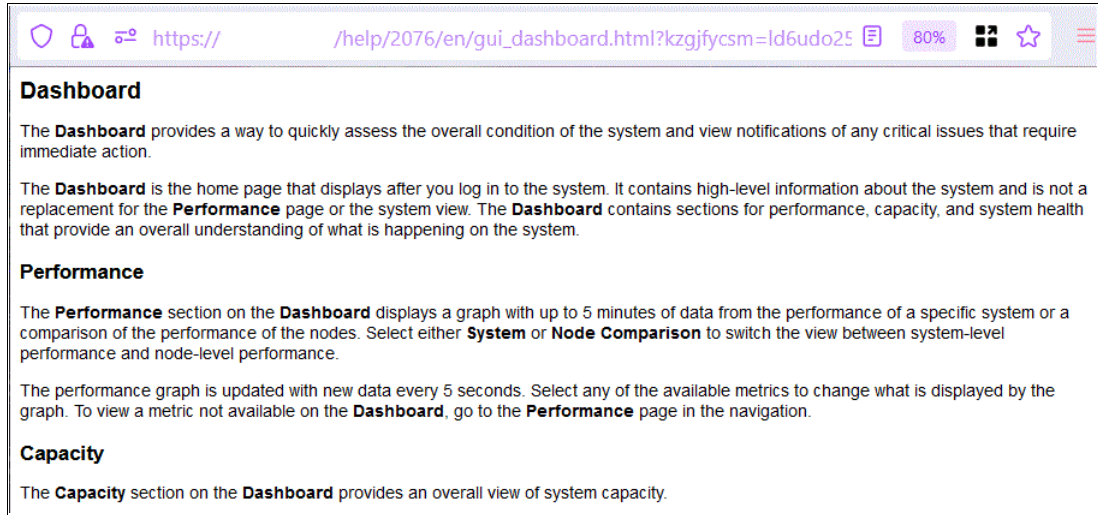 https:// /help/2076/en/gui_dashboard.html?kzgjfycsm=ld6udo25 80%
Dashboard
The Dashboard provides a way to quickly assess the overall condition of the system and view notifications of any critical issues that require
immediate action.
The Dashboard is the home page that displays after you log in to the system. It contains high-level information about the system and is not a
replacement for the Performance page or the system view. The Dashboard contains sections for performance, capacity, and system health
that provide an overall understanding of what is happening on the system.
Performance
The Performance section on the Dashboard displays a graph with up to 5 minutes of data from the performance of a specific system or a
comparison of the performance of the nodes. Select either System or Node Comparison to switch the view between system-level
performance and node-level performance.
The performance graph is updated with new data every 5 seconds. Select any of the available metrics to change what is displayed by the
graph. To view a metric not available on the Dashboard, go to the Performance page in the navigation.
Capacity
The Capacity section on the Dashboard provides an overall view of system capacity.